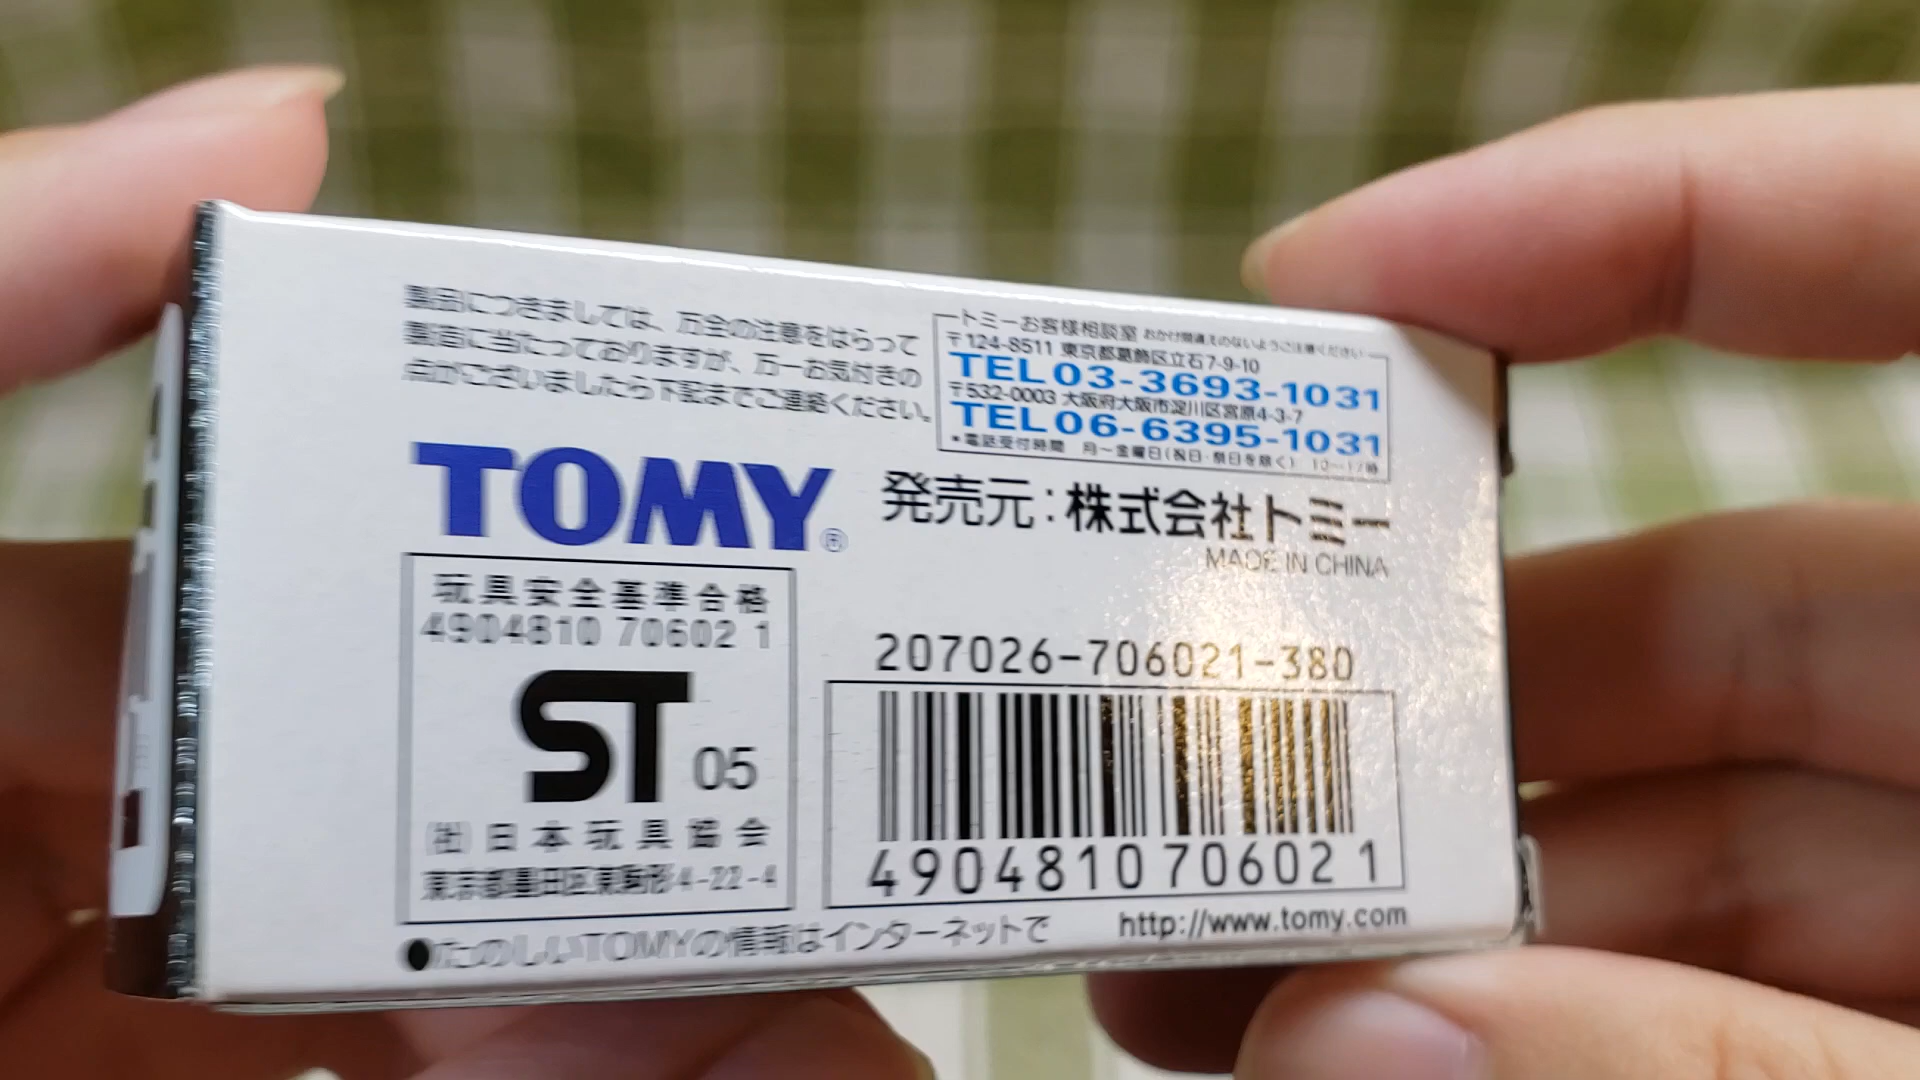 製品につきましては、万全の注意をはらって
製造に当たっておりますが、万一お気付きの
点がございましたら下記までご連絡ください。
トミーお客様相談室 おかけ間違えのないようご注意ください
〒124-8511 東京都葛飾区立石7-9-10
TEL03-3693-1031
〒532-0003 大阪府大阪市淀川区宮原4-3-7
TEL06-6395-1031
*電話受付時間 月〜金曜日(祝日・祭日を除く) 10〜17時
TOMY®
発売元:株式会社トミー
MADE IN CHINA
玩具安全基準合格
4904810 70602 1
ST 05
(社)日本玩具協会
東京都墨田区東駒形4-22-4
207026-706021-380
4904810706021
●たのしいTOMYの情報はインターネットで http://www.tomy.com